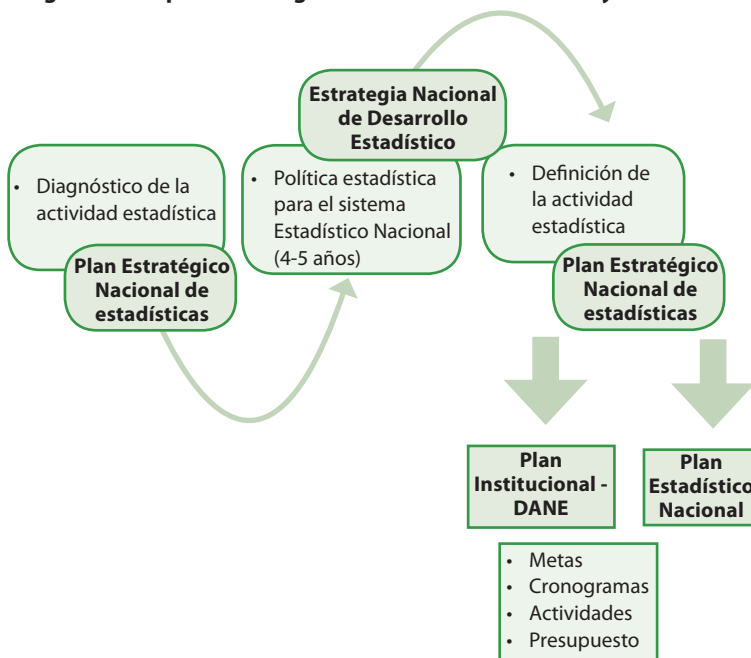 Estrategia Nacional
de Desarrollo
Estadístico
• Diagnóstico de la
actividad estadística
Plan Estratégico
Nacional de
estadísticas
• Política estadística
para el sistema
Estadístico Nacional
(4-5 años)
• Definición de
la actividad
estadística
Plan Estratégico
Nacional de
estadísticas
Plan
Institucional -
DANE
Plan
Estadístico
Nacional
• Metas
• Cronogramas
• Actividades
• Presupuesto